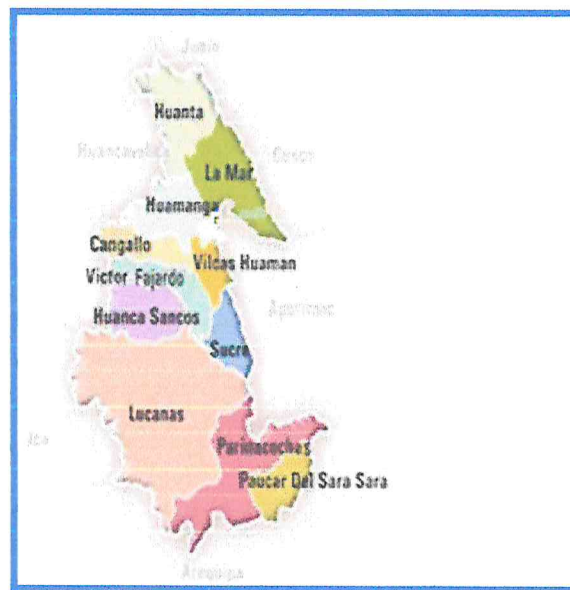 Junín
Huanta
Huancavelica
Cusco
La Mar
Huamanga
Cangallo
Vilcas Huaman
Victor Fajardo
Apurimac
Huanca Sancos
Sucre
Lucanas
Ica
Parinacochas
Paucar Del Sara Sara
Arequipa